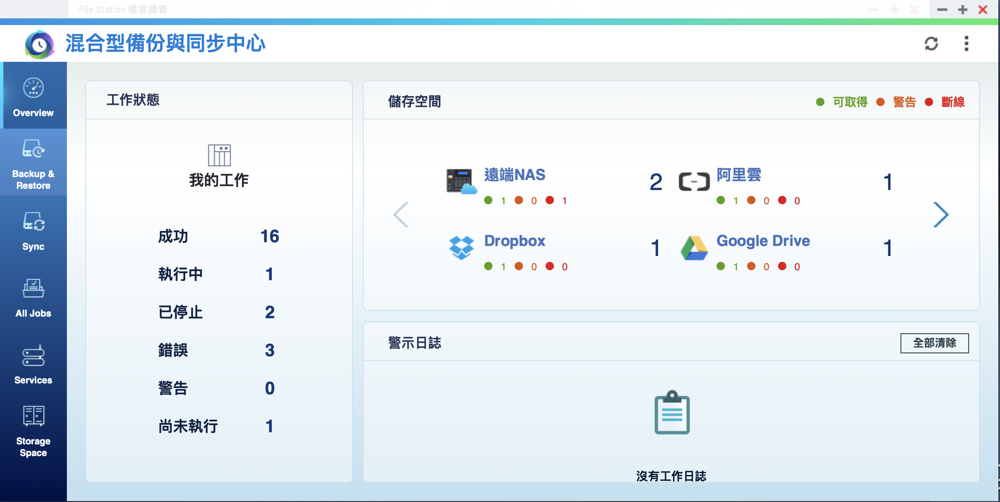 File Station 檔案總管
混合型備份與同步中心
Overview
Backup &
Restore
Sync
All Jobs
Services
Storage
Space
工作狀態
我的工作
成功 16
執行中 1
已停止 2
錯誤 3
警告 0
尚未執行 1
儲存空間
可取得 警告 斷線
遠端NAS 2
1 0 1
阿里雲 1
1 0 0
Dropbox 1
1 0 0
Google Drive 1
1 0 0
警示日誌
全部清除
沒有工作日誌